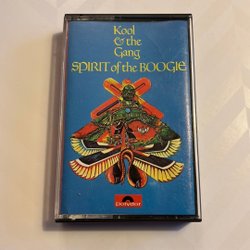 Kool
& the
Gang
SPIRIT of the BOOGIE
polydor